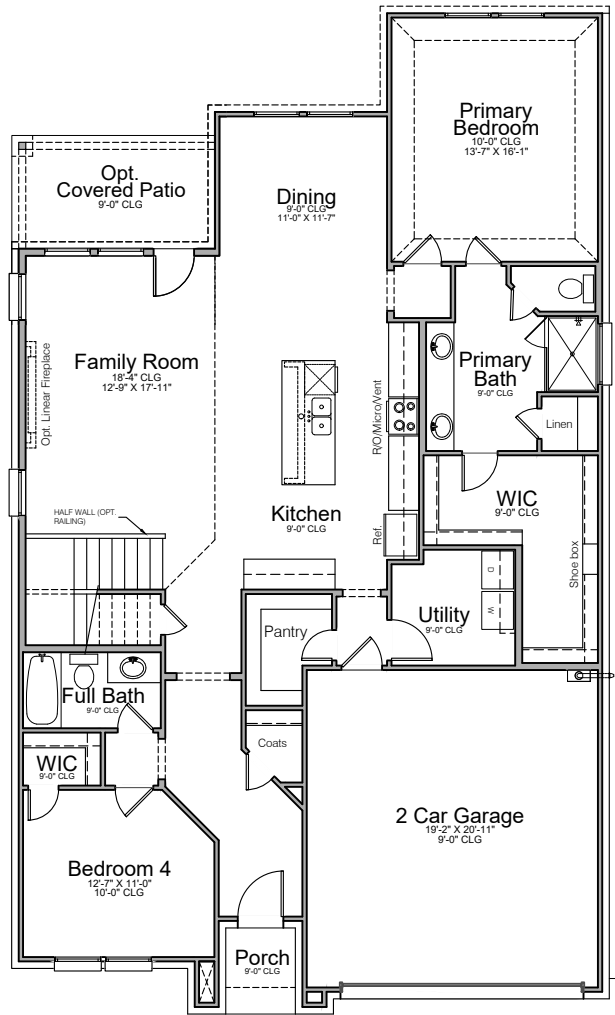 Primary
Bedroom
10'-0" CLG
13'-7" X 16'-1"
Opt.
Covered Patio
9'-0" CLG
Dining
9'-0" CLG
11'-0" X 11'-7"
Family Room
18'-4" CLG
12'-9" X 17'-11"
Opt. Linear Fireplace
R/O/Micro/Vent
Primary
Bath
9'-0" CLG
Linen
HALF WALL (OPT.
RAILING)
Kitchen
9'-0" CLG
Ref.
WIC
9'-0" CLG
Shoe box
D
W
Utility
9'-0" CLG
Pantry
Full Bath
9'-0" CLG
Coats
WIC
9'-0" CLG
2 Car Garage
19'-2" X 20'-11"
9'-0" CLG
Bedroom 4
12'-7" X 11'-0"
10'-0" CLG
Porch
9'-0" CLG